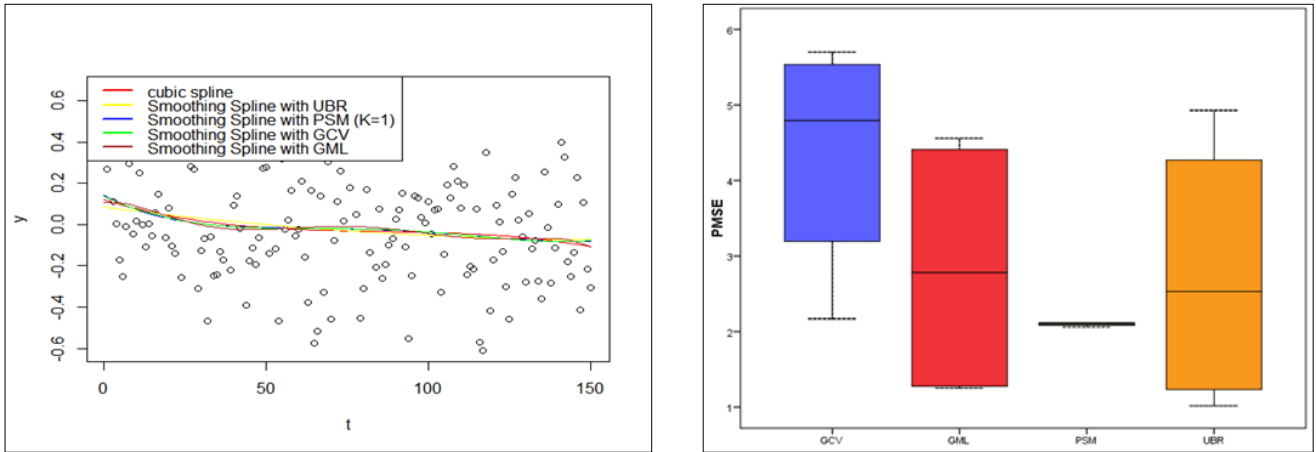 cubic spline
Smoothing Spline with UBR
Smoothing Spline with PSM (K=1)
Smoothing Spline with GCV
Smoothing Spline with GML
0.6
0.4
0.2
0.0
-0.2
-0.4
-0.6
y
0 50 100 150
t
6
5
4
3
2
1
PMSE
GCV GML PSM UBR